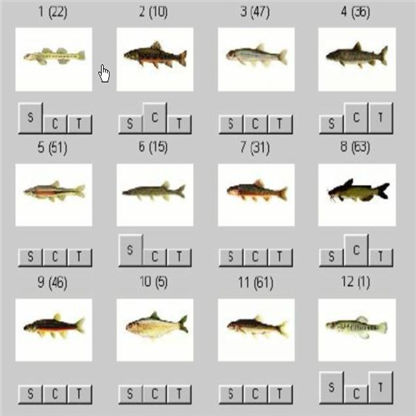 1 (22) 2 (10) 3 (47) 4 (36)
S C T S C T S C T S C T
5 (51) 6 (15) 7 (31) 8 (63)
S C T S C T S C T S C T
9 (46) 10 (5) 11 (61) 12 (1)
S C T S C T S C T S C T